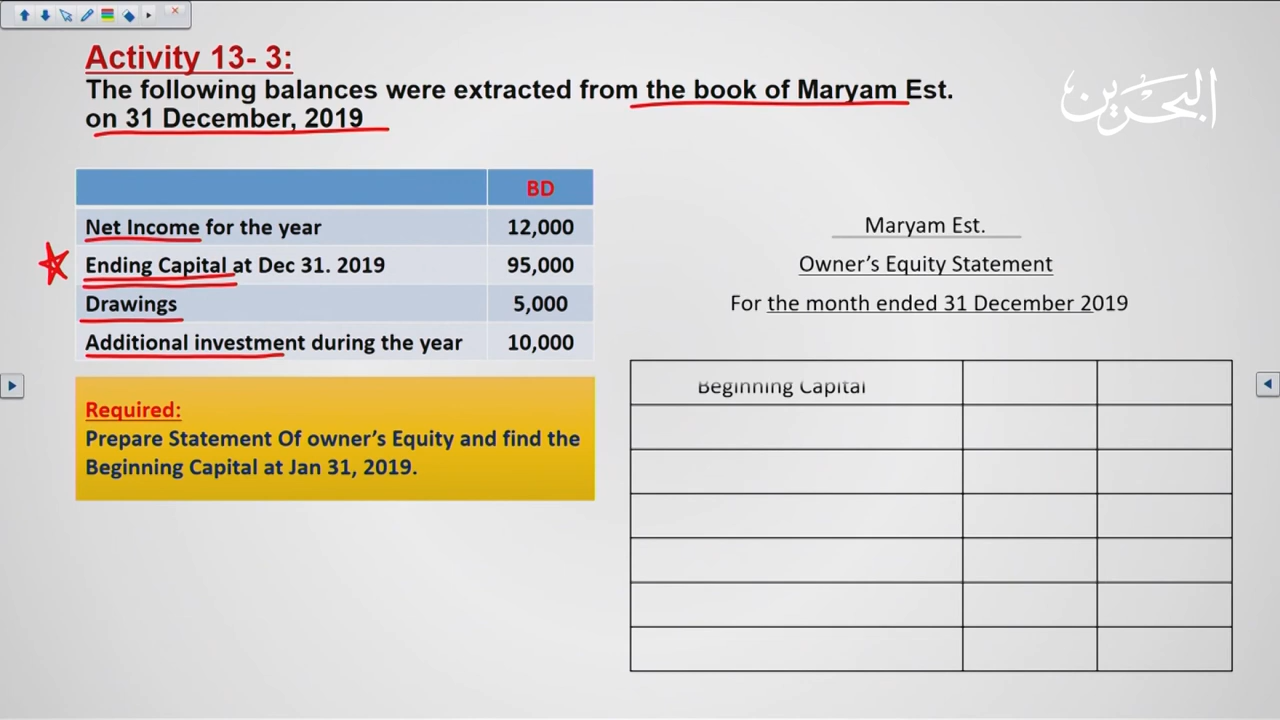 Activity 13- 3:
The following balances were extracted from the book of Maryam Est.
on 31 December, 2019
البحرين
BD
Net Income for the year 12,000
Ending Capital at Dec 31. 2019 95,000
Drawings 5,000
Additional investment during the year 10,000
Required:
Prepare Statement Of owner’s Equity and find the
Beginning Capital at Jan 31, 2019.
Maryam Est.
Owner’s Equity Statement
For the month ended 31 December 2019
Beginning Capital